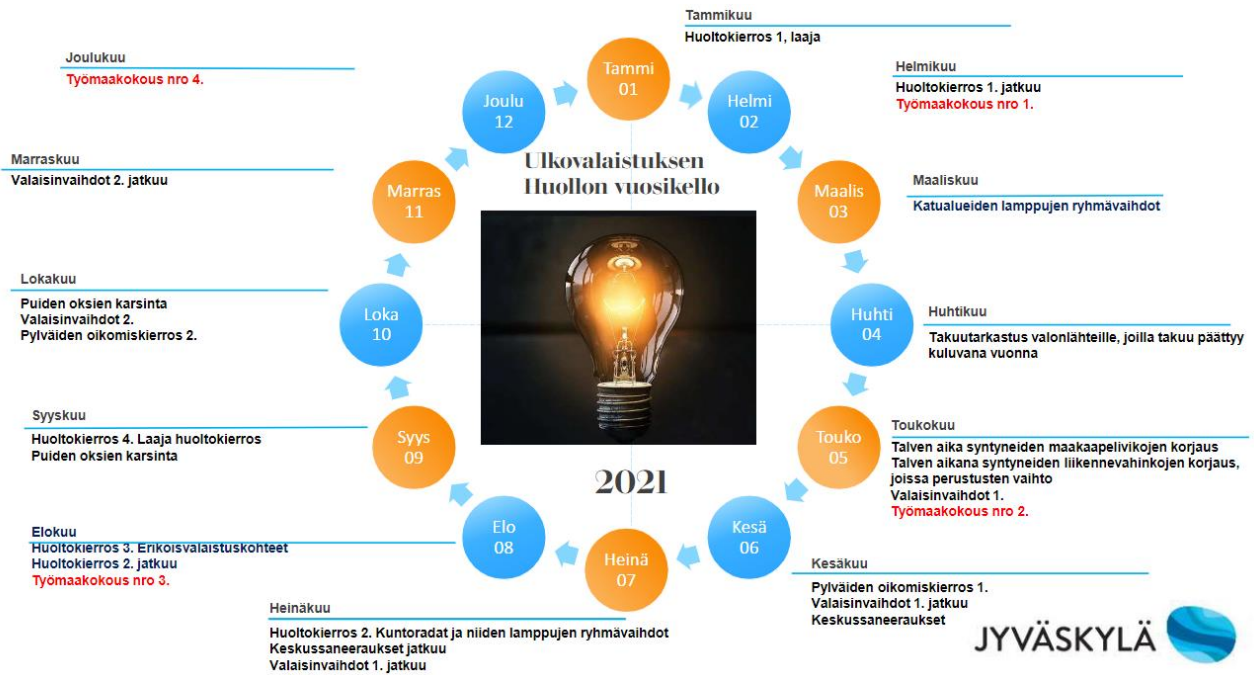 Tammikuu
Huoltokierros 1, laaja
Joulukuu
Työmaakokous nro 4.
Helmikuu
Huoltokierros 1. jatkuu
Työmaakokous nro 1.
Tammi
01
Helmi
02
Joulu
12
Ulkovalaistuksen
Huollon vuosikello
Marraskuu
Valaisinvaihdot 2. jatkuu
Marras
11
Maalis
03
Maaliskuu
Katualueiden lamppujen ryhmävaihdot
Lokakuu
Puiden oksien karsinta
Valaisinvaihdot 2.
Pylväiden oikomiskierros 2.
Loka
10
Huhti
04
Huhtikuu
Takuutarkastus valonlähteille, joilla takuu päättyy
kuluvana vuonna
Syyskuu
Huoltokierros 4. Laaja huoltokierros
Puiden oksien karsinta
Syys
09
Touko
05
Toukokuu
Talven aika syntyneiden maakaapelivikojen korjaus
Talven aikana syntyneiden liikennevahinkojen korjaus,
joissa perustusten vaihto
Valaisinvaihdot 1.
Työmaakokous nro 2.
2021
Elokuu
Huoltokierros 3. Erikoisvalaistuskohteet
Huoltokierros 2. jatkuu
Työmaakokous nro 3.
Elo
08
Heinä
07
Kesä
06
Kesäkuu
Pylväiden oikomiskierros 1.
Valaisinvaihdot 1. jatkuu
Keskussaneeraukset
Heinäkuu
Huoltokierros 2. Kuntoradat ja niiden lamppujen ryhmävaihdot
Keskussaneeraukset jatkuu
Valaisinvaihdot 1. jatkuu
JYVÄSKYLÄ